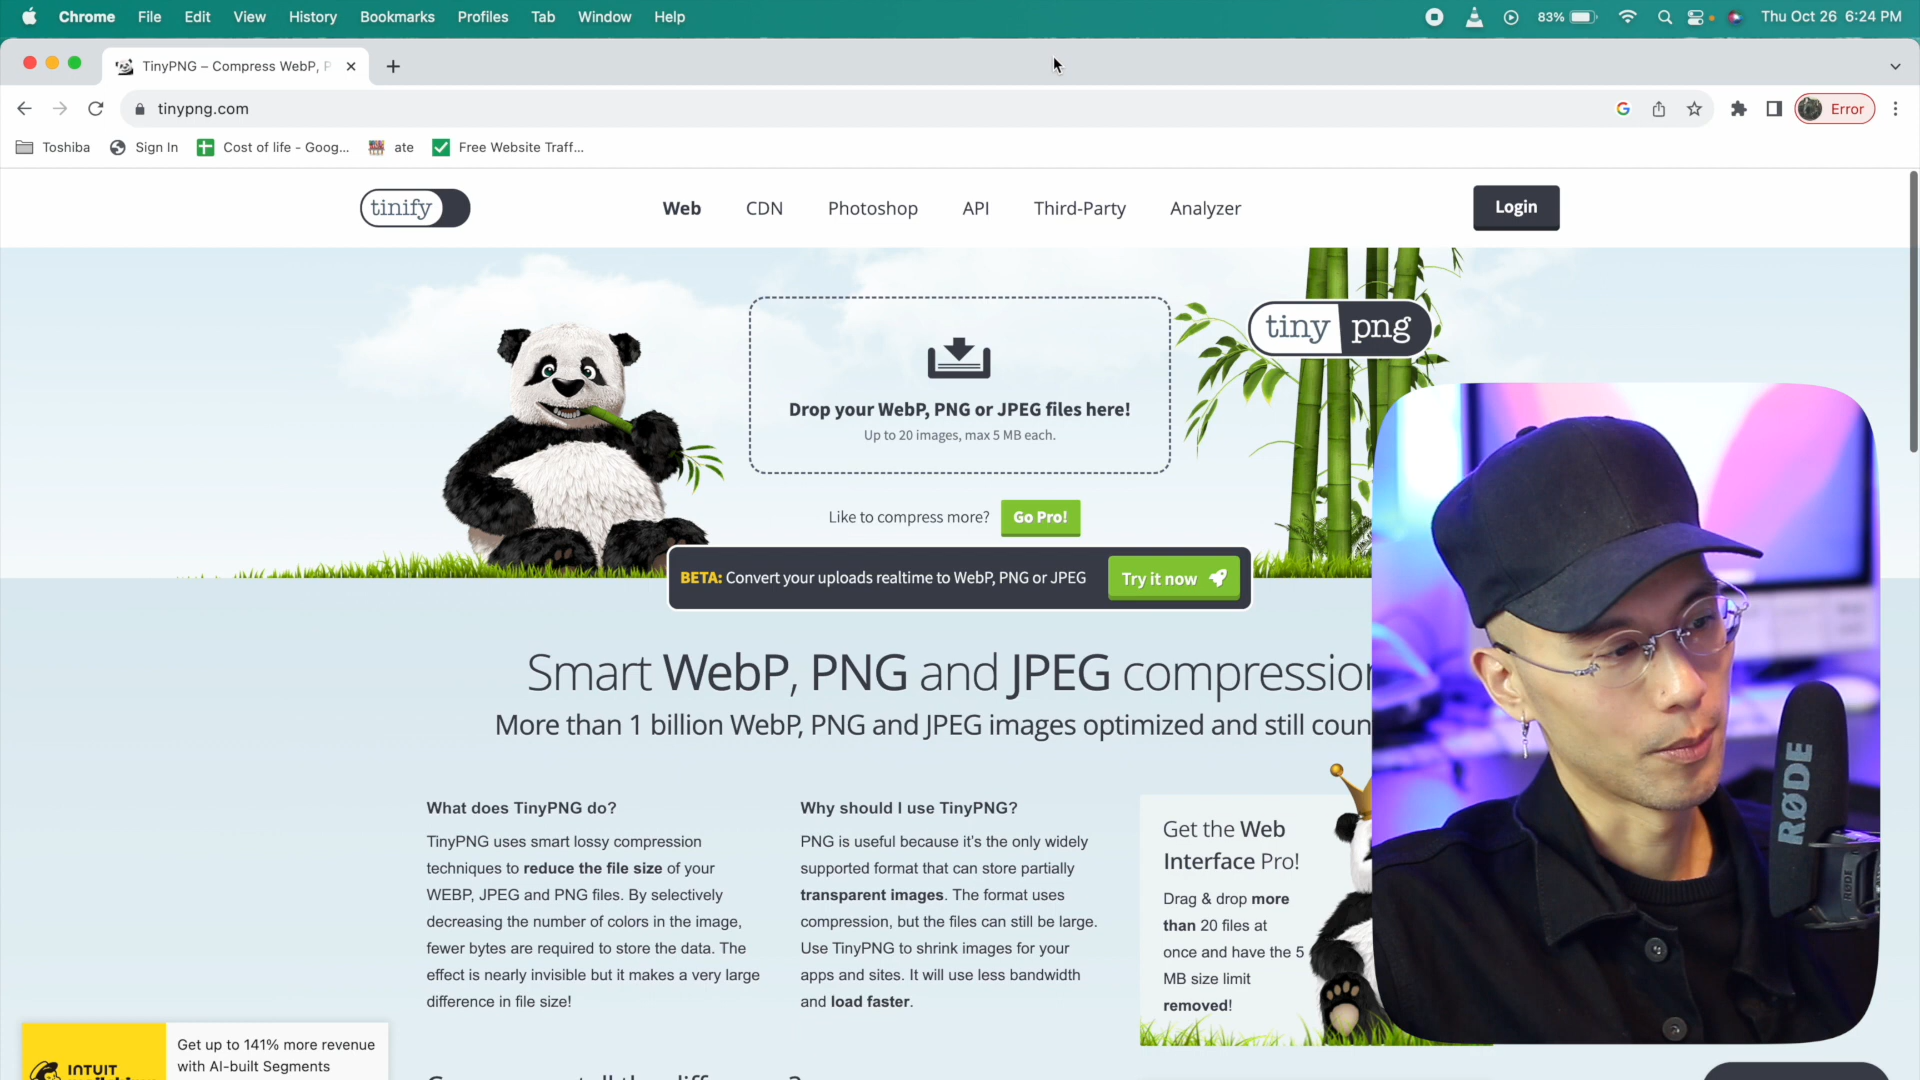 Chrome File Edit View History Bookmarks Profiles Tab Window Help 83% Thu Oct 26 6:24 PM
TinyPNG – Compress WebP, P
tinypng.com Error
Toshiba Sign In Cost of life - Goog... ate Free Website Traff...
tinify Web CDN Photoshop API Third-Party Analyzer Login
tiny png
Drop your WebP, PNG or JPEG files here!
Up to 20 images, max 5 MB each.
Like to compress more? Go Pro!
BETA: Convert your uploads realtime to WebP, PNG or JPEG Try it now
Smart WebP, PNG and JPEG compression
More than 1 billion WebP, PNG and JPEG images optimized and still coun
What does TinyPNG do?
TinyPNG uses smart lossy compression
techniques to reduce the file size of your
WEBP, JPEG and PNG files. By selectively
decreasing the number of colors in the image,
fewer bytes are required to store the data. The
effect is nearly invisible but it makes a very large
difference in file size!
Why should I use TinyPNG?
PNG is useful because it's the only widely
supported format that can store partially
transparent images. The format uses
compression, but the files can still be large.
Use TinyPNG to shrink images for your
apps and sites. It will use less bandwidth
and load faster.
Get the Web
Interface Pro!
Drag & drop more
than 20 files at
once and have the 5
MB size limit
removed!
RØDE
RØDE
INTUIT
Get up to 141% more revenue
with AI-built Segments